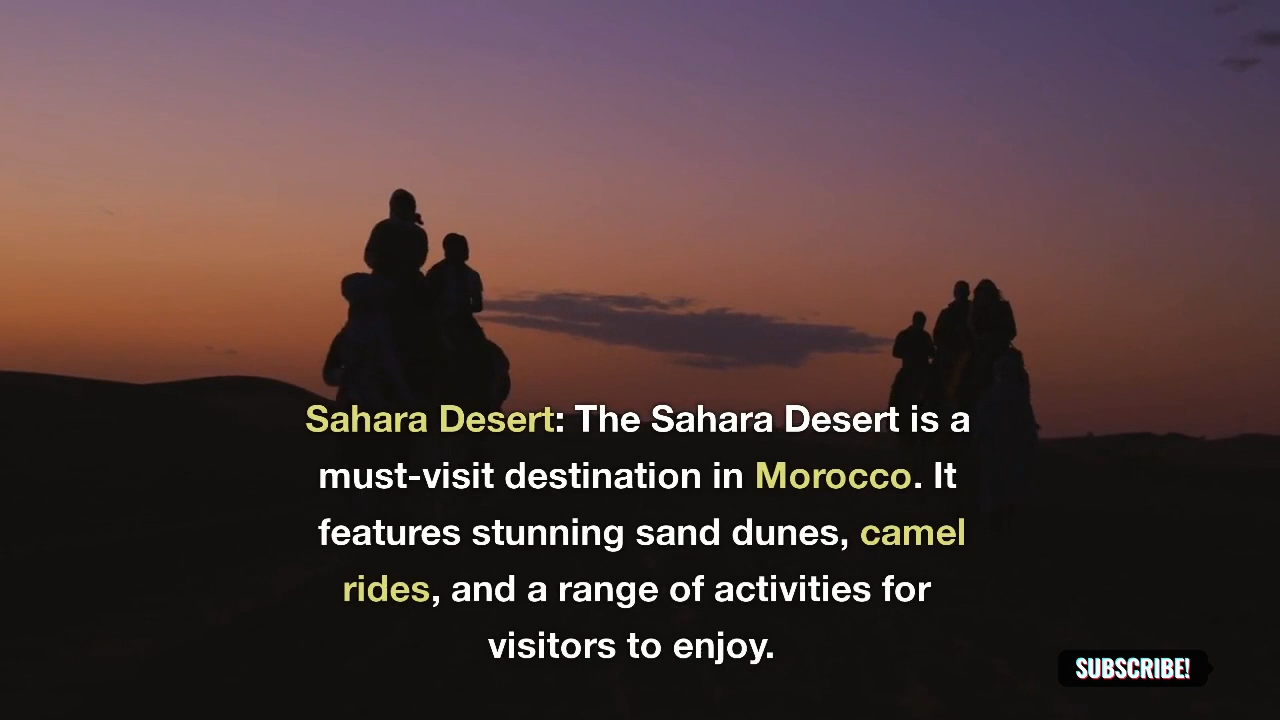 Sahara Desert: The Sahara Desert is a
must-visit destination in Morocco. It
features stunning sand dunes, camel
rides, and a range of activities for
visitors to enjoy.
SUBSCRIBE!